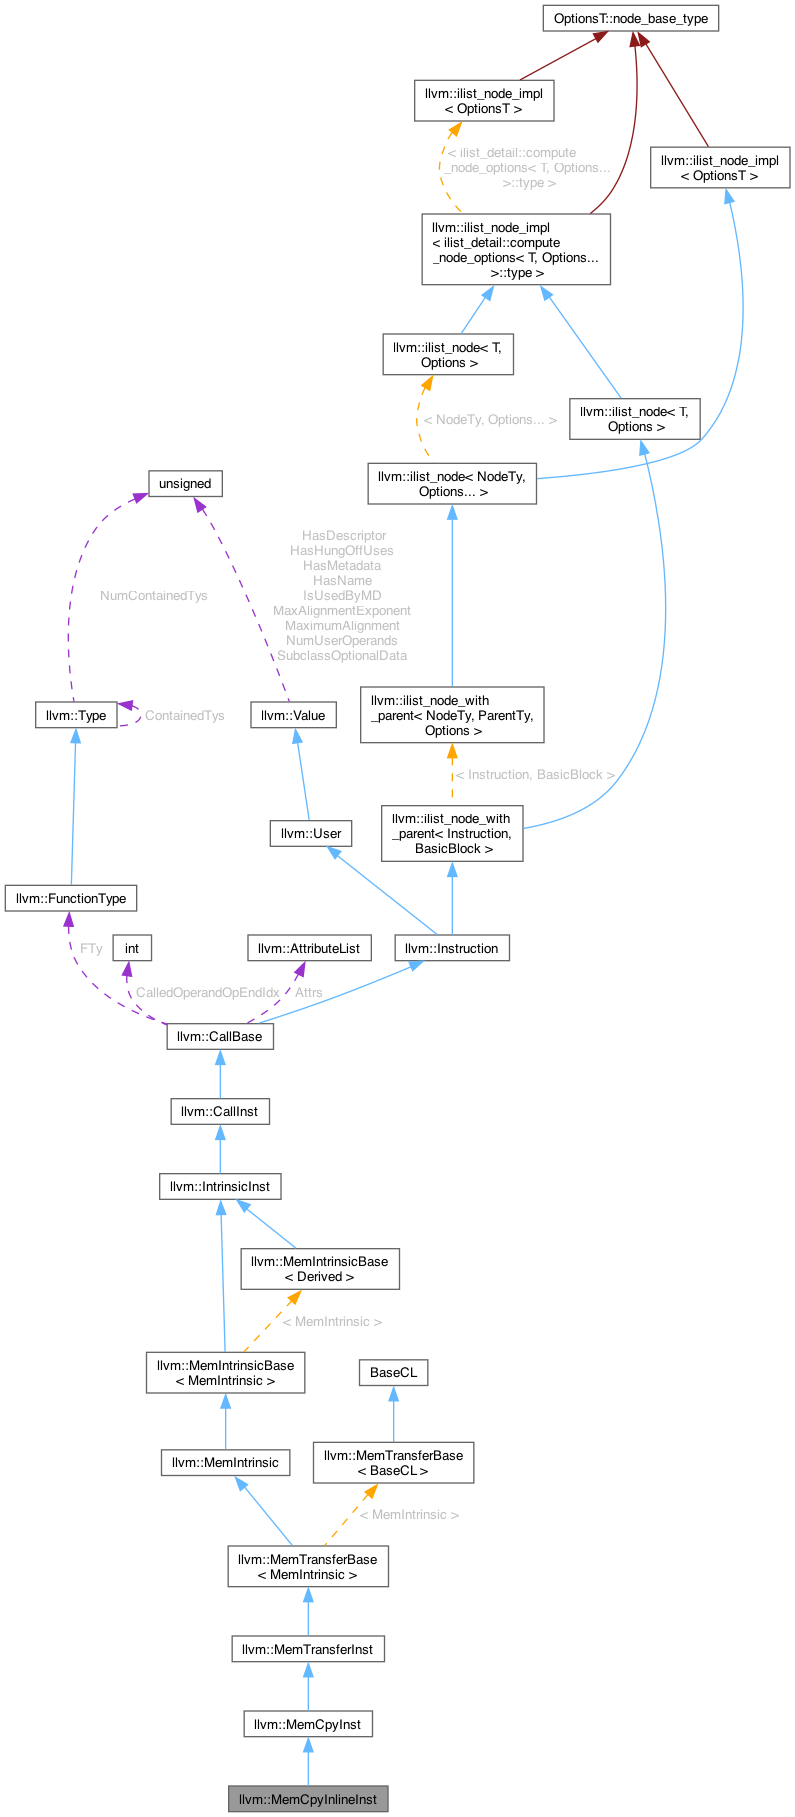 OptionsT::node_base_type
llvm::ilist_node_impl
< OptionsT >
< ilist_detail::compute
_node_options< T, Options...
>::type >
llvm::ilist_node_impl
< OptionsT >
llvm::ilist_node_impl
< ilist_detail::compute
_node_options< T, Options...
>::type >
llvm::ilist_node< T,
Options >
llvm::ilist_node< T,
Options >
< NodeTy, Options... >
llvm::ilist_node< NodeTy,
Options... >
unsigned
HasDescriptor
HasHungOffUses
HasMetadata
HasName
IsUsedByMD
MaxAlignmentExponent
MaximumAlignment
NumUserOperands
SubclassOptionalData
NumContainedTys
llvm::Type
ContainedTys
llvm::Value
llvm::ilist_node_with
_parent< NodeTy, ParentTy,
Options >
< Instruction, BasicBlock >
llvm::User
llvm::ilist_node_with
_parent< Instruction,
BasicBlock >
llvm::FunctionType
FTy
int
llvm::AttributeList
llvm::Instruction
CalledOperandOpEndIdx
Attrs
llvm::CallBase
llvm::CallInst
llvm::IntrinsicInst
llvm::MemIntrinsicBase
< Derived >
< MemIntrinsic >
llvm::MemIntrinsicBase
< MemIntrinsic >
BaseCL
llvm::MemIntrinsic
llvm::MemTransferBase
< BaseCL >
< MemIntrinsic >
llvm::MemTransferBase
< MemIntrinsic >
llvm::MemTransferInst
llvm::MemCpyInst
llvm::MemCpyInlineInst